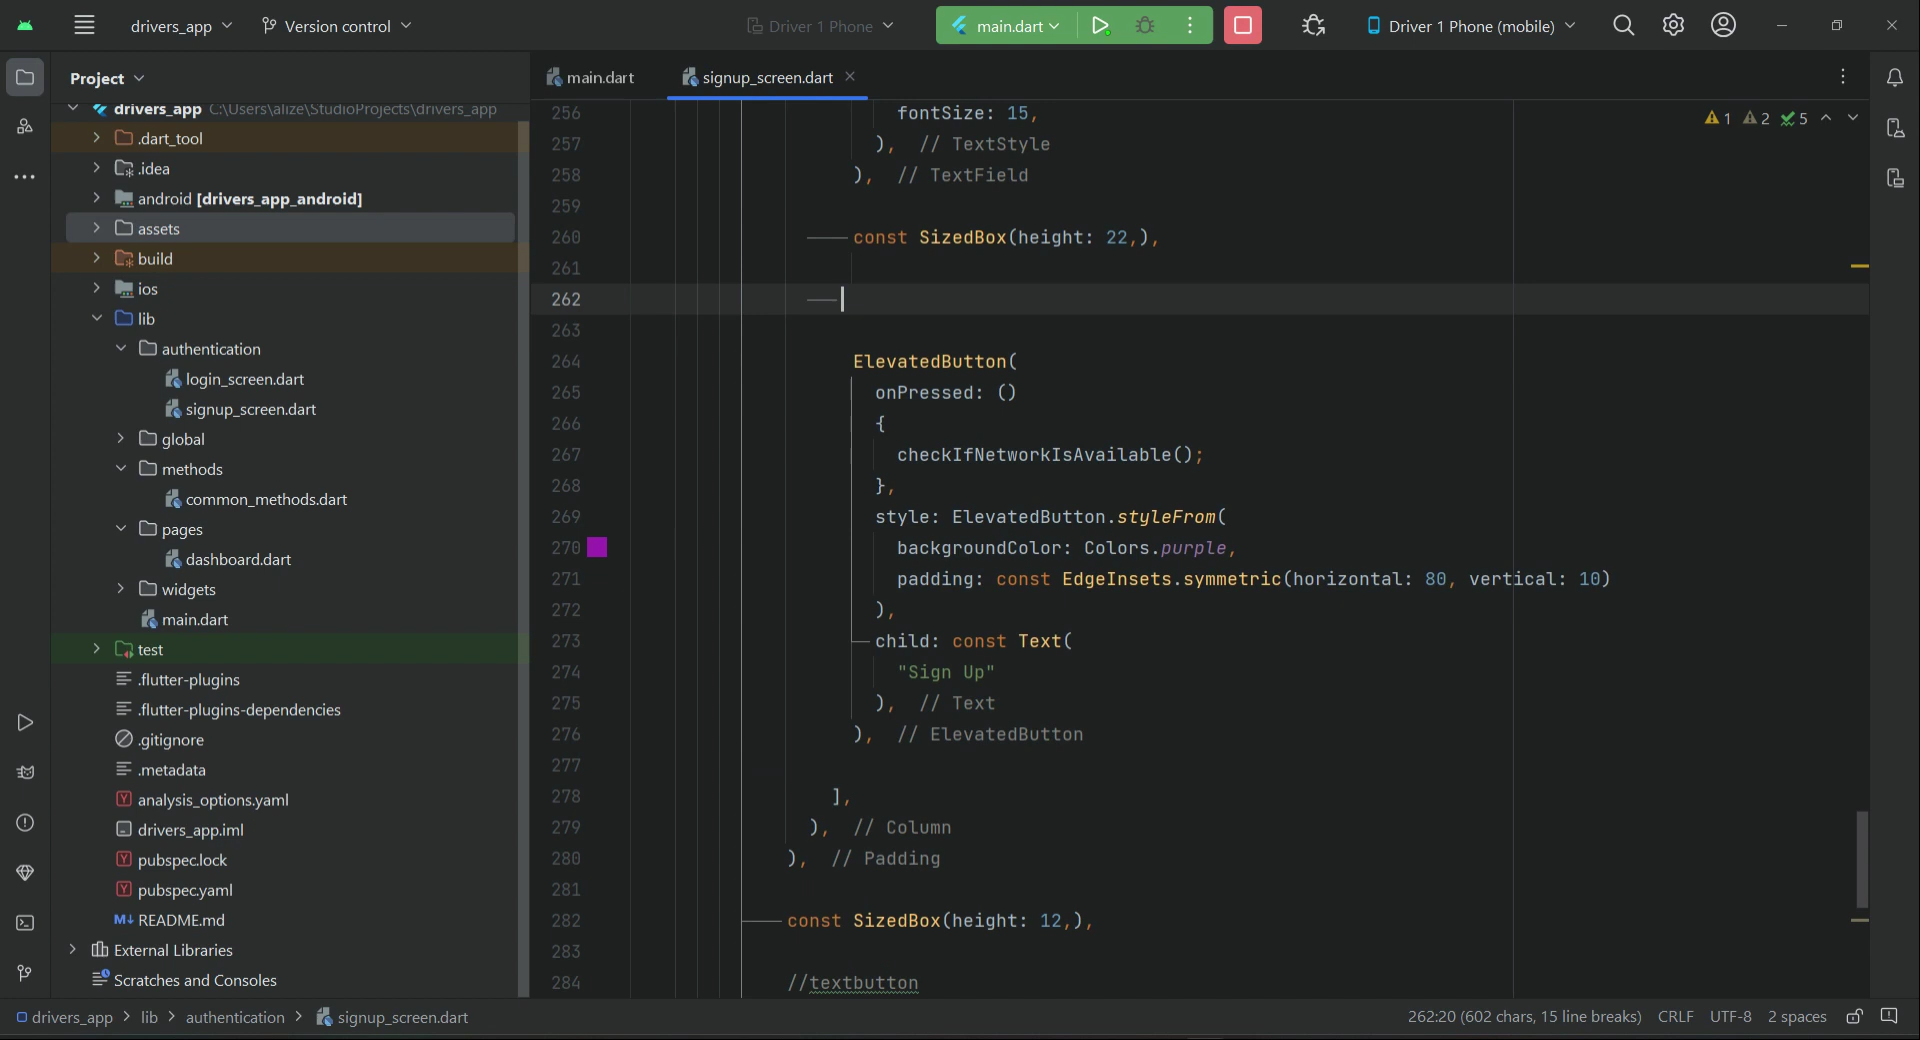 drivers_app
Version control
Driver 1 Phone
main.dart
Driver 1 Phone (mobile)
Project
main.dart
signup_screen.dart
drivers_app C:\Users\alize\StudioProjects\drivers_app
.dart_tool
.idea
android [drivers_app_android]
assets
build
ios
lib
authentication
login_screen.dart
signup_screen.dart
global
methods
common_methods.dart
pages
dashboard.dart
widgets
main.dart
test
.flutter-plugins
.flutter-plugins-dependencies
.gitignore
.metadata
analysis_options.yaml
drivers_app.iml
pubspec.lock
pubspec.yaml
README.md
External Libraries
Scratches and Consoles
1 2 5
256 fontSize: 15,
257 ), // TextStyle
258 ), // TextField
259
260 const SizedBox(height: 22,),
261
262
263
264 ElevatedButton(
265 onPressed: ()
266 {
267 checkIfNetworkIsAvailable();
268 },
269 style: ElevatedButton.styleFrom(
270 backgroundColor: Colors.purple,
271 padding: const EdgeInsets.symmetric(horizontal: 80, vertical: 10)
272 ),
273 child: const Text(
274 "Sign Up"
275 ), // Text
276 ), // ElevatedButton
277
278 ],
279 ), // Column
280 ), // Padding
281
282 const SizedBox(height: 12,),
283
284 //textbutton
drivers_app > lib > authentication > signup_screen.dart
262:20 (602 chars, 15 line breaks) CRLF UTF-8 2 spaces